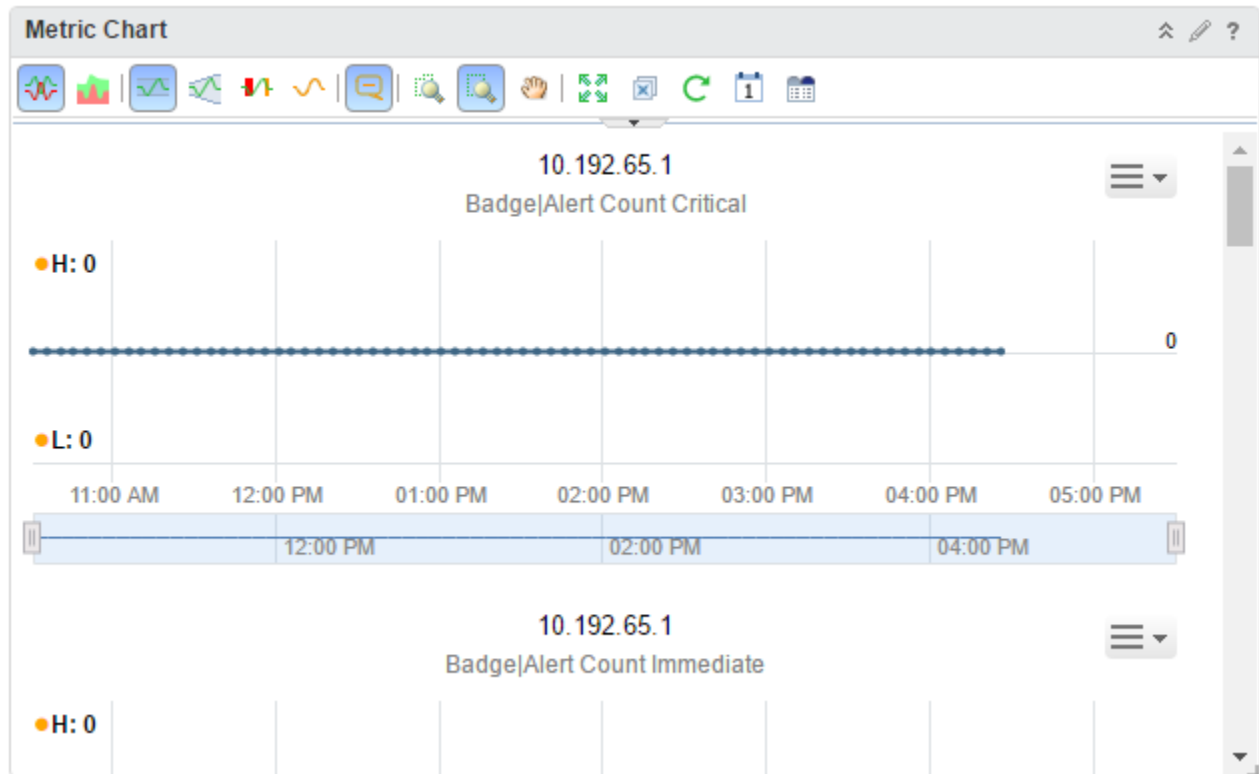 Metric Chart
?
1
10.192.65.1
Badge|Alert Count Critical
H: 0
0
L: 0
11:00 AM 12:00 PM 01:00 PM 02:00 PM 03:00 PM 04:00 PM 05:00 PM
12:00 PM 02:00 PM 04:00 PM
10.192.65.1
Badge|Alert Count Immediate
H: 0